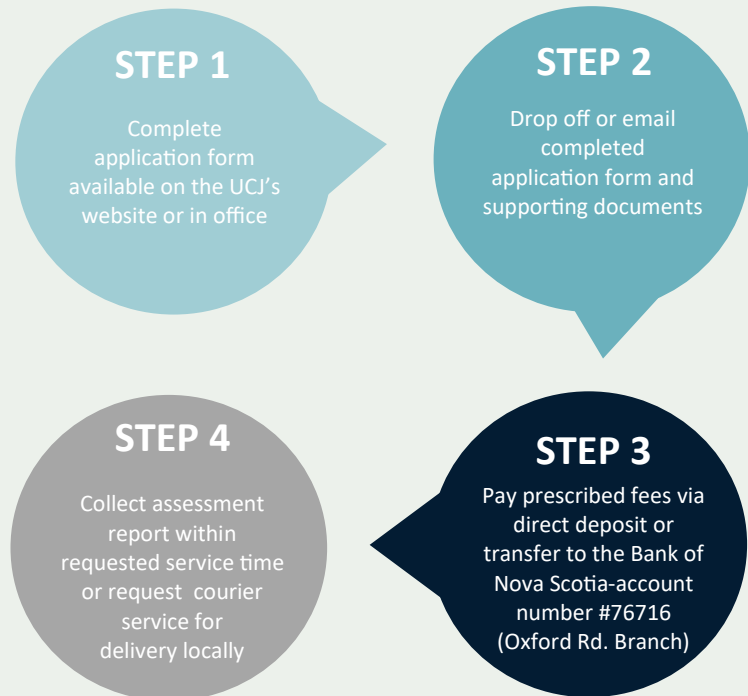 STEP 1
Complete
application form
available on the UCJ's
website or in office
STEP 2
Drop off or email
completed
application form and
supporting documents
STEP 3
Pay prescribed fees via
direct deposit or
transfer to the Bank of
Nova Scotia-account
number #76716
(Oxford Rd. Branch)
STEP 4
Collect assessment
report within
requested service time
or request  courier
service for
delivery locally